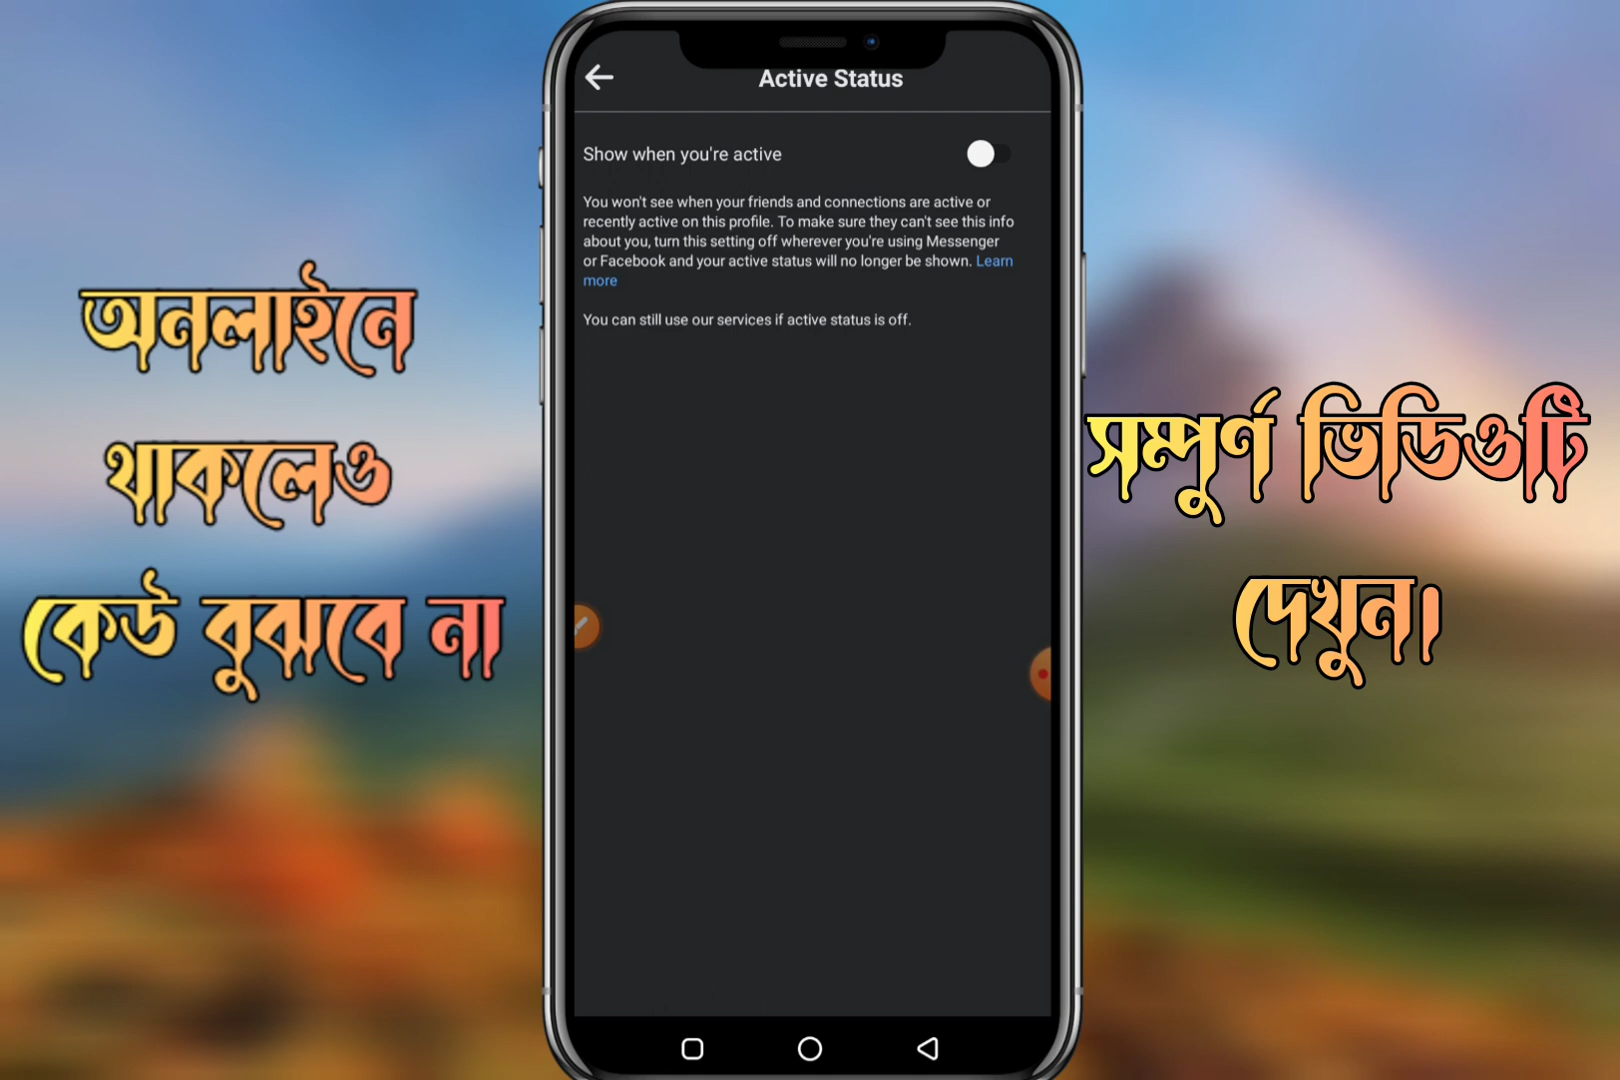 Active Status
Show when you're active
You won't see when your friends and connections are active or
recently active on this profile. To make sure they can't see this info
about you, turn this setting off wherever you're using Messenger
or Facebook and your active status will no longer be shown. Learn
more
You can still use our services if active status is off.
অনলাইনে
থাকলেও
কেউ বুঝবে না
সম্পুর্ণ ভিডিওটি
দেখুন।